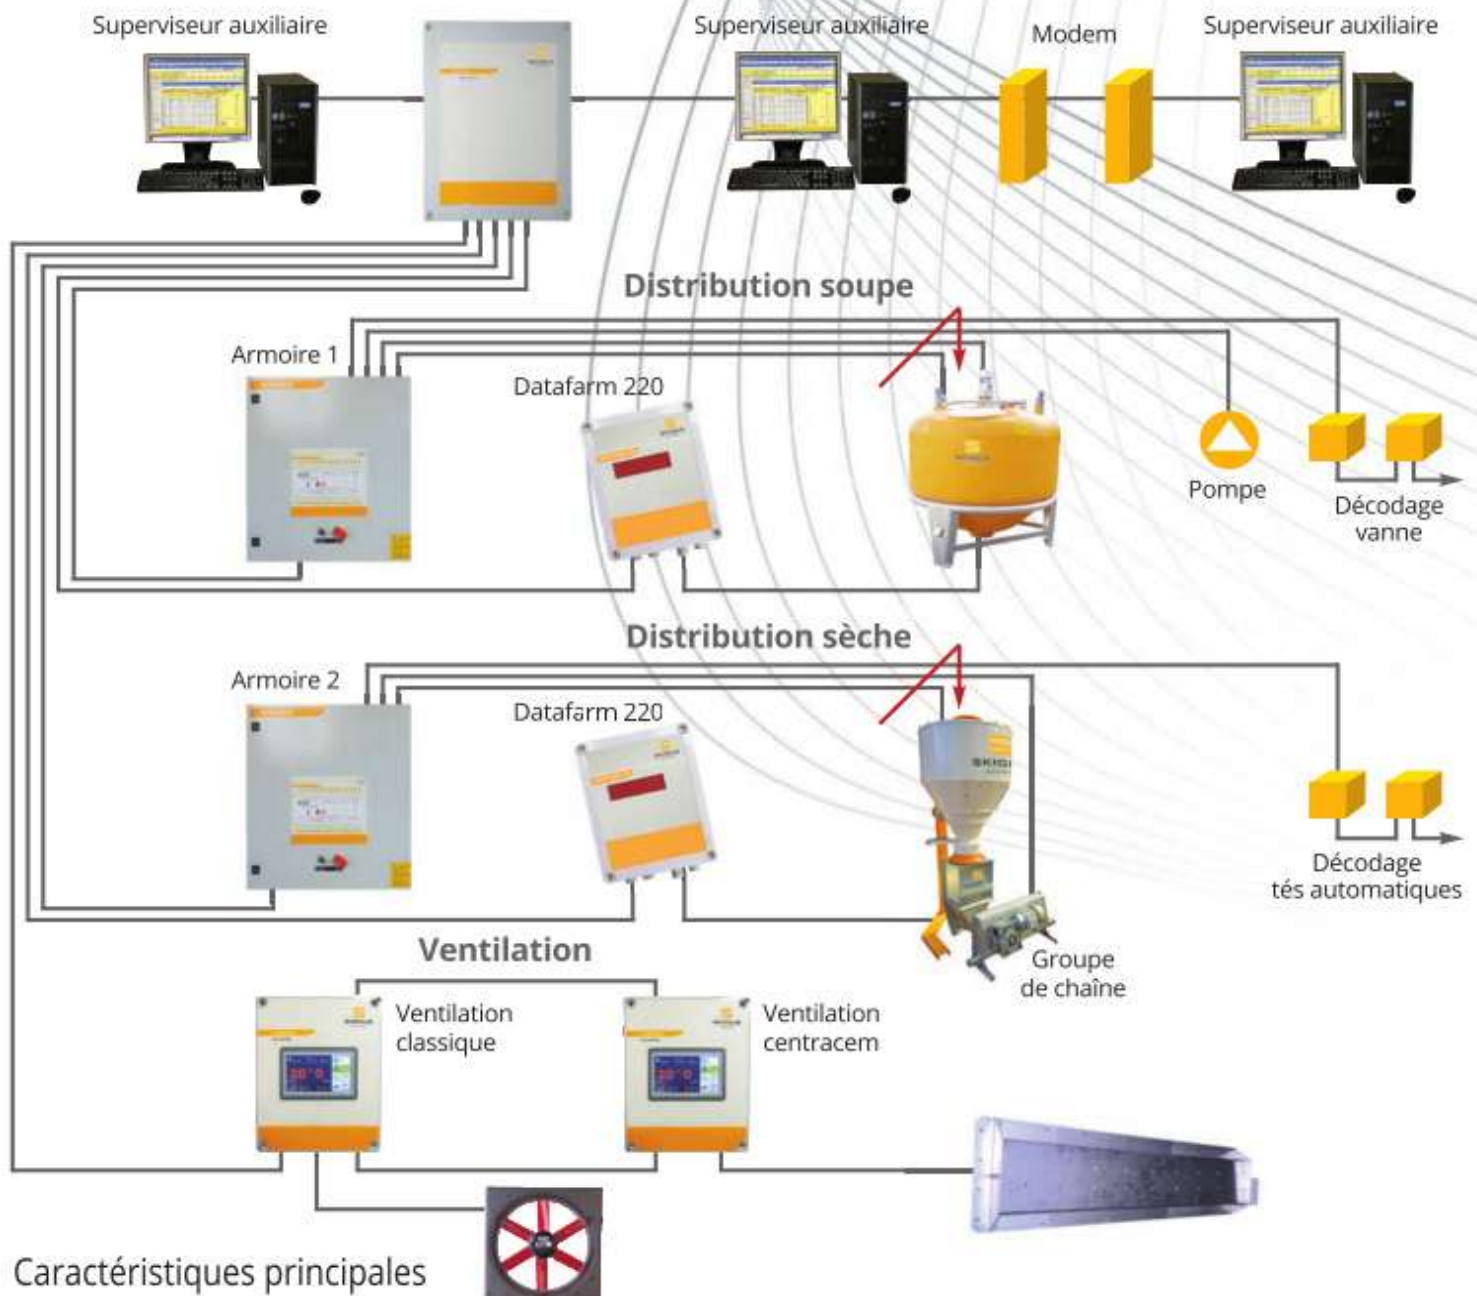 Superviseur auxiliaire
Superviseur auxiliaire
Modem
Superviseur auxiliaire
Distribution soupe
Armoire 1
Datafarm 220
Pompe
Décodage
vanne
Distribution sèche
Armoire 2
Datafarm 220
SKIOLD
Décodage
tés automatiques
Groupe
de chaîne
Ventilation
Ventilation
classique
Ventilation
centracem
Caractéristiques principales